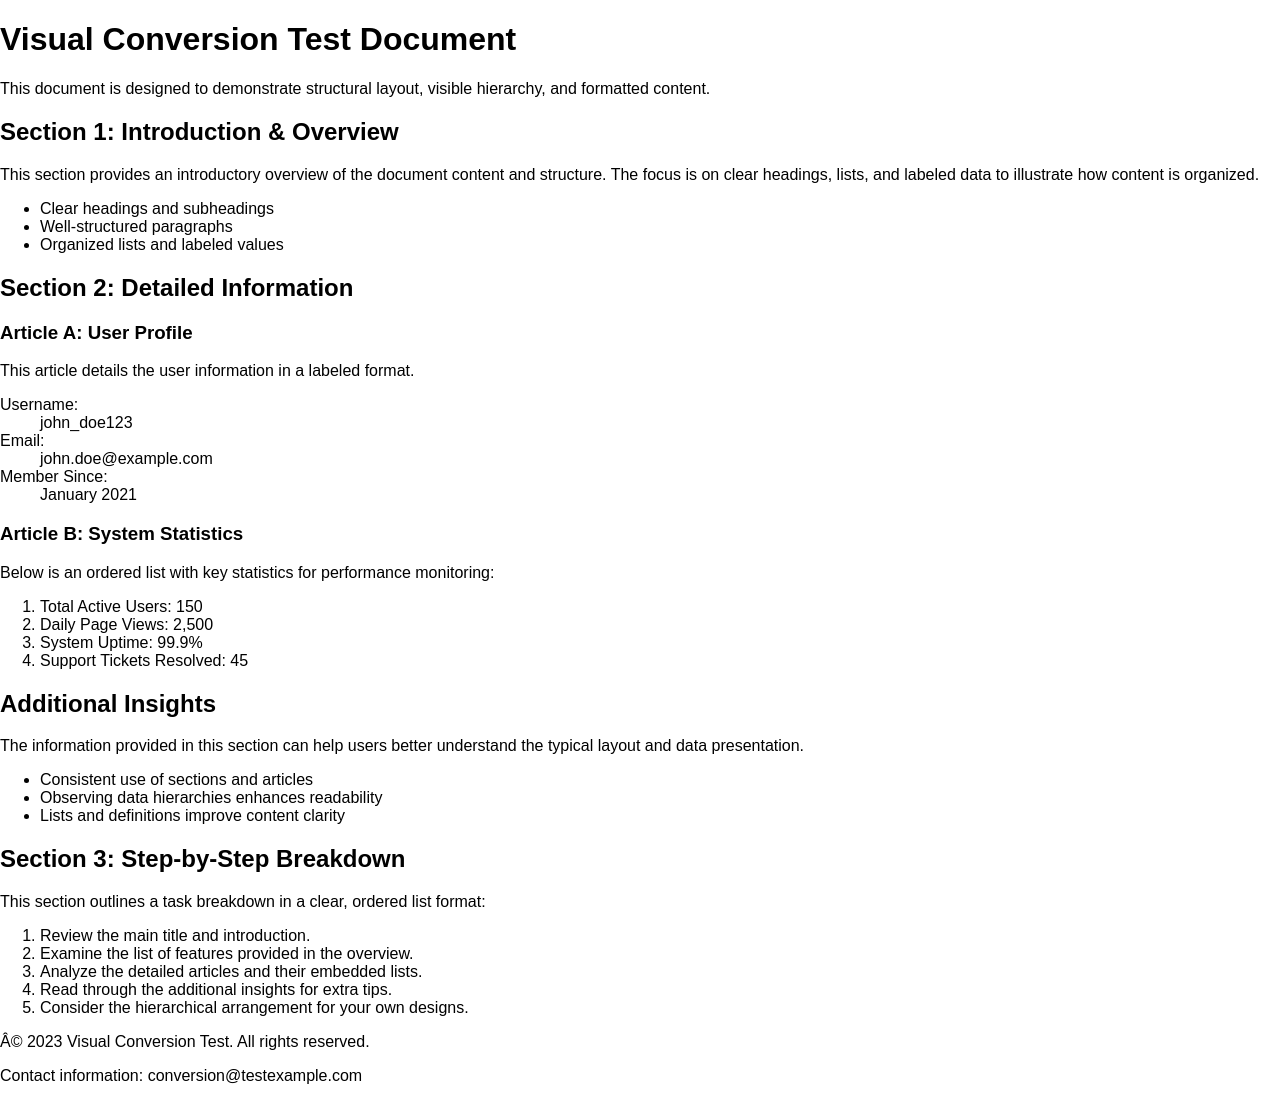 Visual Conversion Test Document
This document is designed to demonstrate structural layout, visible hierarchy, and formatted content.
Section 1: Introduction & Overview
This section provides an introductory overview of the document content and structure. The focus is on clear headings, lists, and labeled data to illustrate how content is organized.
• Clear headings and subheadings
• Well-structured paragraphs
• Organized lists and labeled values
Section 2: Detailed Information
Article A: User Profile
This article details the user information in a labeled format.
Username:
john_doe123
Email:
john.doe@example.com
Member Since:
January 2021
Article B: System Statistics
Below is an ordered list with key statistics for performance monitoring:
1. Total Active Users: 150
2. Daily Page Views: 2,500
3. System Uptime: 99.9%
4. Support Tickets Resolved: 45
Additional Insights
The information provided in this section can help users better understand the typical layout and data presentation.
• Consistent use of sections and articles
• Observing data hierarchies enhances readability
• Lists and definitions improve content clarity
Section 3: Step-by-Step Breakdown
This section outlines a task breakdown in a clear, ordered list format:
1. Review the main title and introduction.
2. Examine the list of features provided in the overview.
3. Analyze the detailed articles and their embedded lists.
4. Read through the additional insights for extra tips.
5. Consider the hierarchical arrangement for your own designs.
Â© 2023 Visual Conversion Test. All rights reserved.
Contact information: conversion@testexample.com